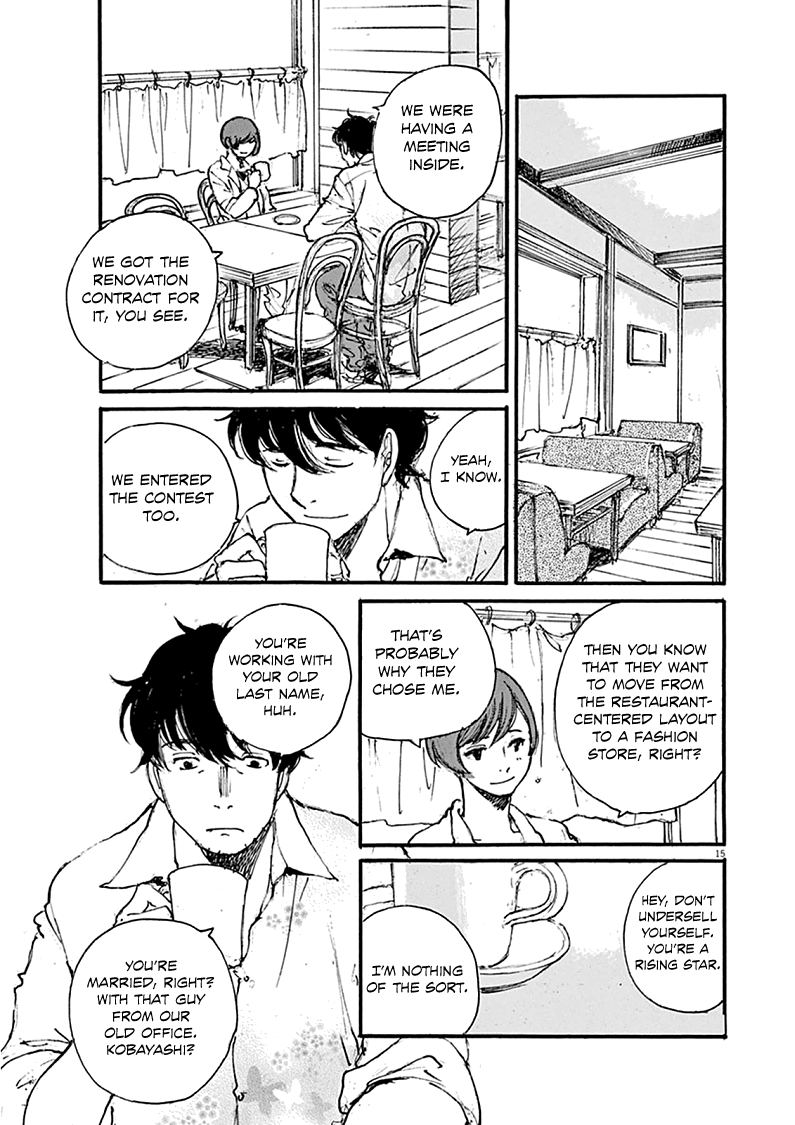 WE WERE
HAVING A
MEETING
INSIDE.
WE GOT THE
RENOVATION
CONTRACT FOR
IT, YOU SEE.
YEAH,
I KNOW.
WE ENTERED
THE CONTEST
TOO.
THEN YOU KNOW
THAT THEY WANT
TO MOVE FROM
THE RESTAURANT-
CENTERED LAYOUT
TO A FASHION
STORE, RIGHT?
THAT'S
PROBABLY
WHY THEY
CHOSE ME.
15
HEY, DON'T
UNDERSELL
YOURSELF.
YOU'RE A
RISING STAR.
I'M NOTHING
OF THE SORT.
YOU'RE
WORKING WITH
YOUR OLD
LAST NAME,
HUH.
YOU'RE
MARRIED, RIGHT?
WITH THAT GUY
FROM OUR
OLD OFFICE.
KOBAYASHI?